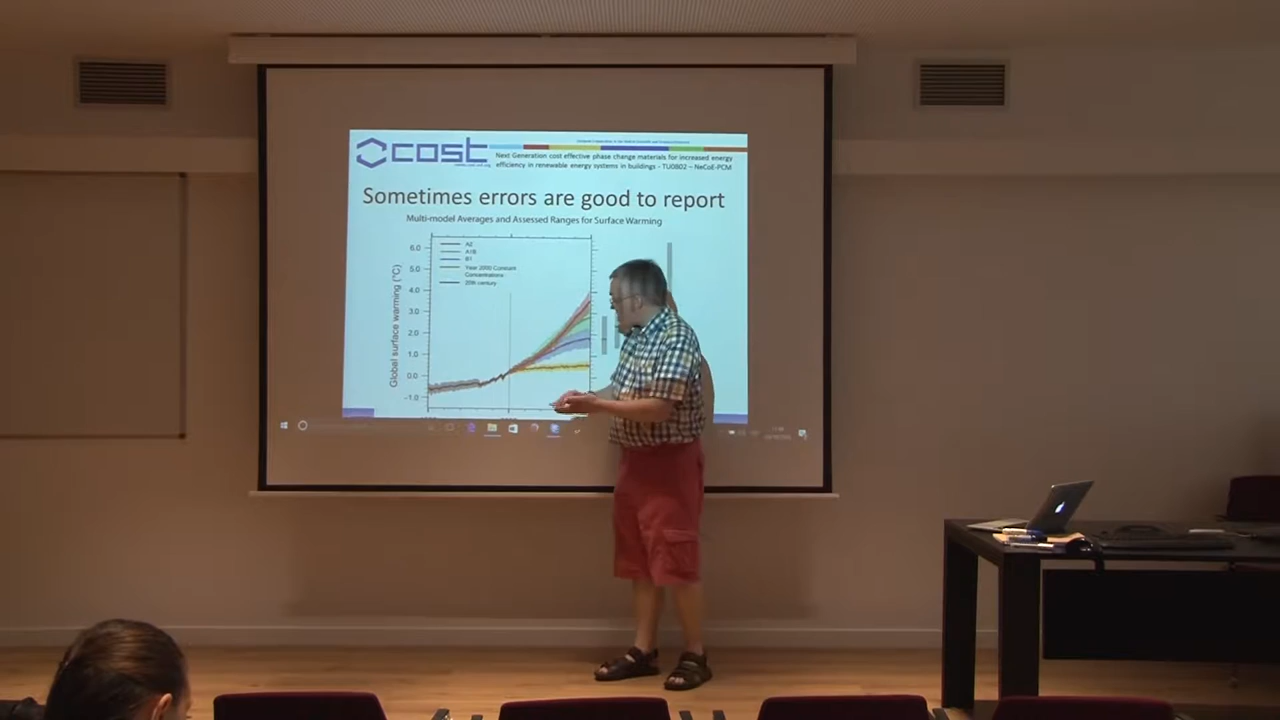 cost
Next Generation cost effective phase change materials for increased energy
efficiency in renewable energy systems in buildings - TU0802 – NeCoE-PCM
Sometimes errors are good to report
Multi-model Averages and Assessed Ranges for Surface Warming
6.0
5.0
4.0
3.0
2.0
1.0
0.0
-1.0
Global surface warming (°C)
A2
A1B
B1
Year 2000 Constant
Concentrations
20th century